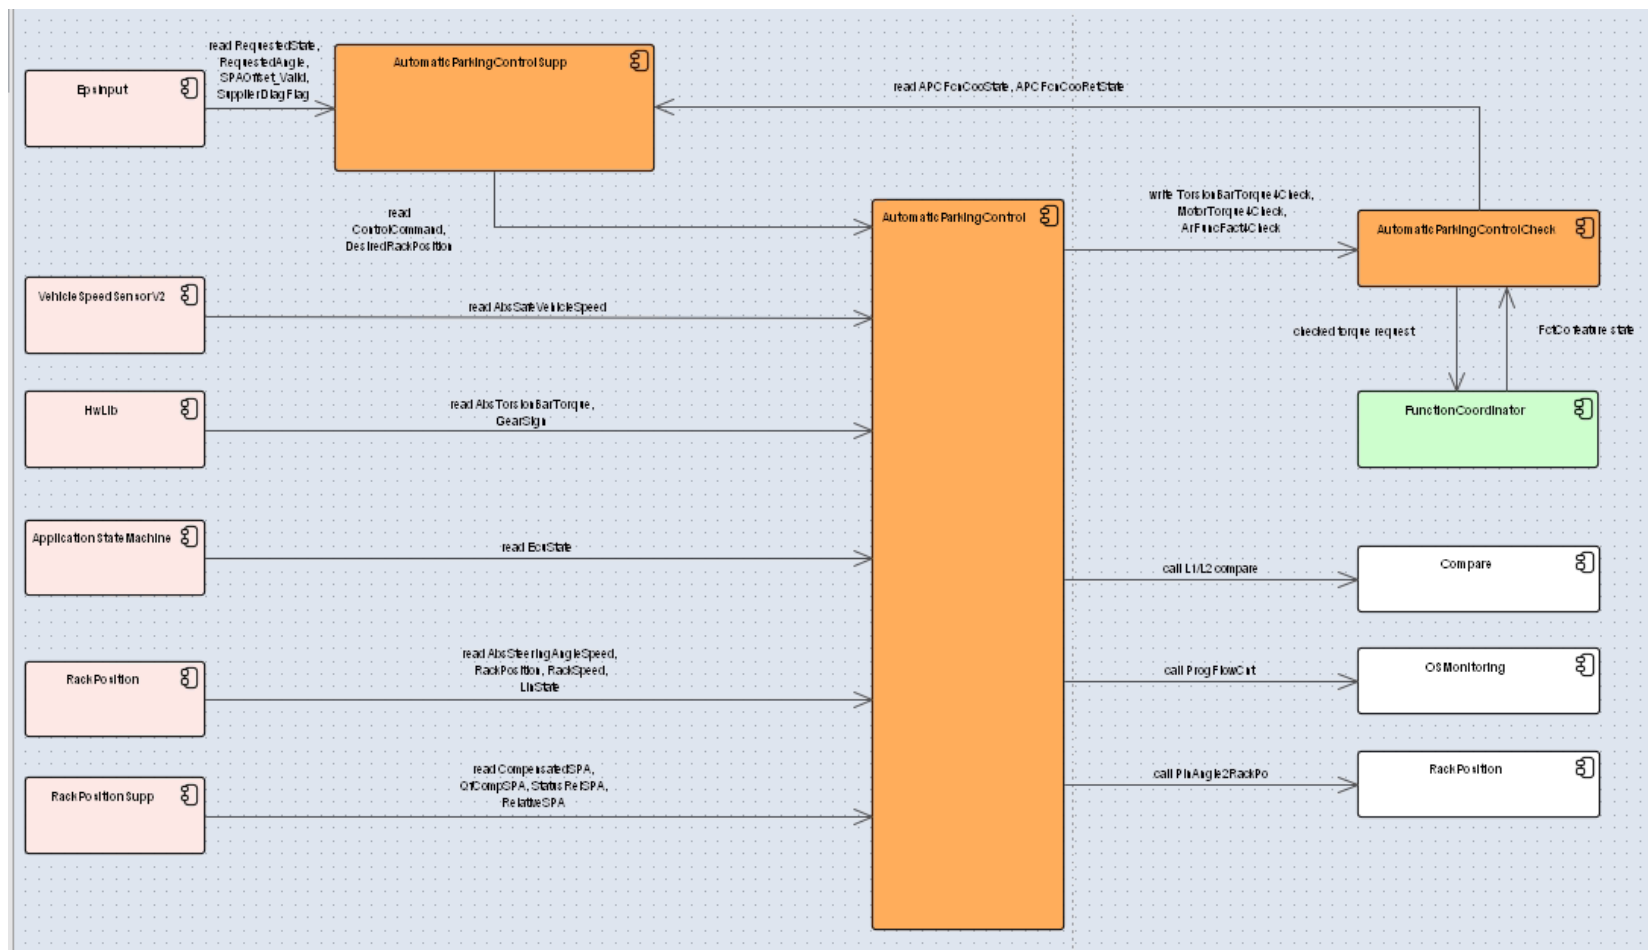 read RequestedState,
RequestedAngle,
SPAOffset_Valid,
SupplierDiagFlag
EpsInput
AutomaticParkingControlSupp
read APCFcnCooState, APCFcnCooRetState
read
ControlCommand,
DesiredRackPosition
AutomaticParkingControl
write TorsionBarTorque4Check,
MotorTorque4Check,
ArFuncFact4Check
AutomaticParkingControlCheck
VehicleSpeedSensorV2
read AbsSafeVehicleSpeed
checked torque request
FctCo feature state
HwLib
read AbsTorsionBarTorque,
GearSign
FunctionCoordinator
ApplicationStateMachine
read EcuState
call L1/L2 compare
Compare
RackPosition
read AbsSteeringAngleSpeed,
RackPosition, RackSpeed,
LinState
call ProgFlowCnt
OSMonitoring
RackPositionSupp
read CompensatedSPA,
QfCompSPA, StatusRelSPA,
RelativeSPA
call PinAngle2RackPo
RackPosition